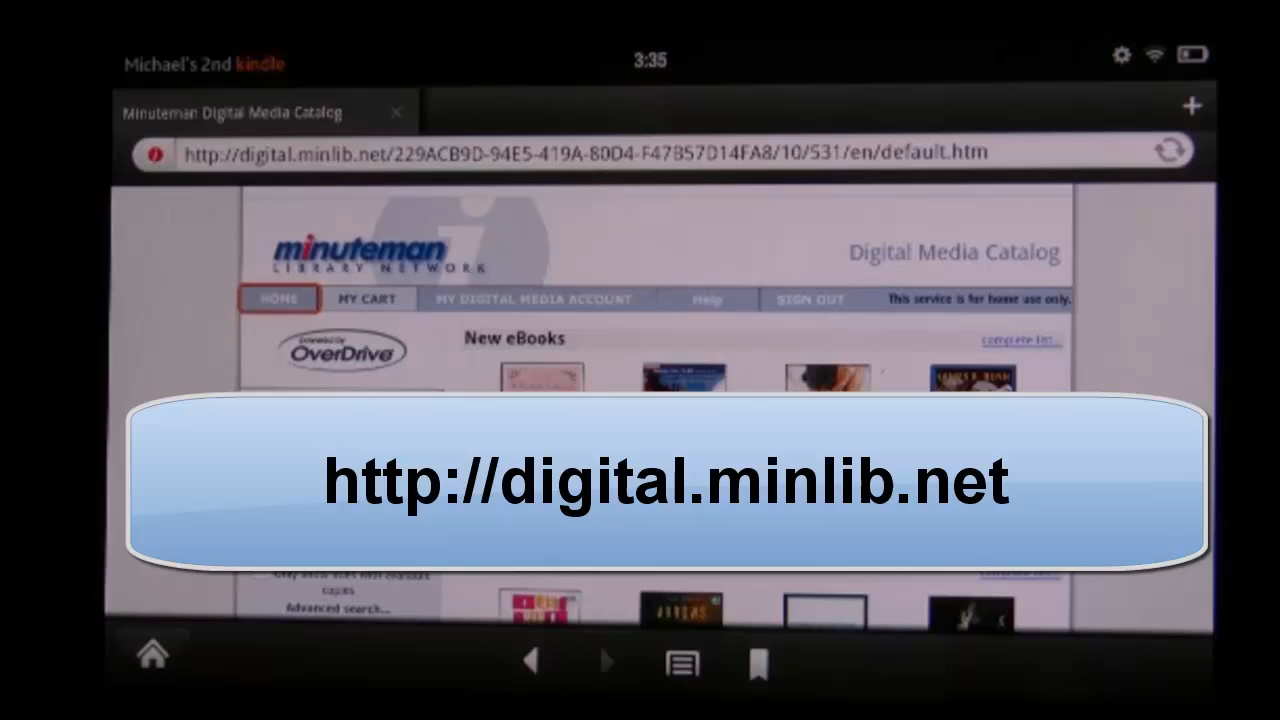 Michael's 2nd kindle
3:35
Minuteman Digital Media Catalog
http://digital.minlib.net/229ACB9D-94E5-419A-80D4-F47B57D14FA8/10/531/en/default.htm
minuteman
LIBRARY NETWORK
Digital Media Catalog
HOME MY CART MY DIGITAL MEDIA ACCOUNT Help SIGN OUT This service is for home use only.
powered by
OverDrive
New eBooks
complete list...
http://digital.minlib.net
copies
Advanced search...